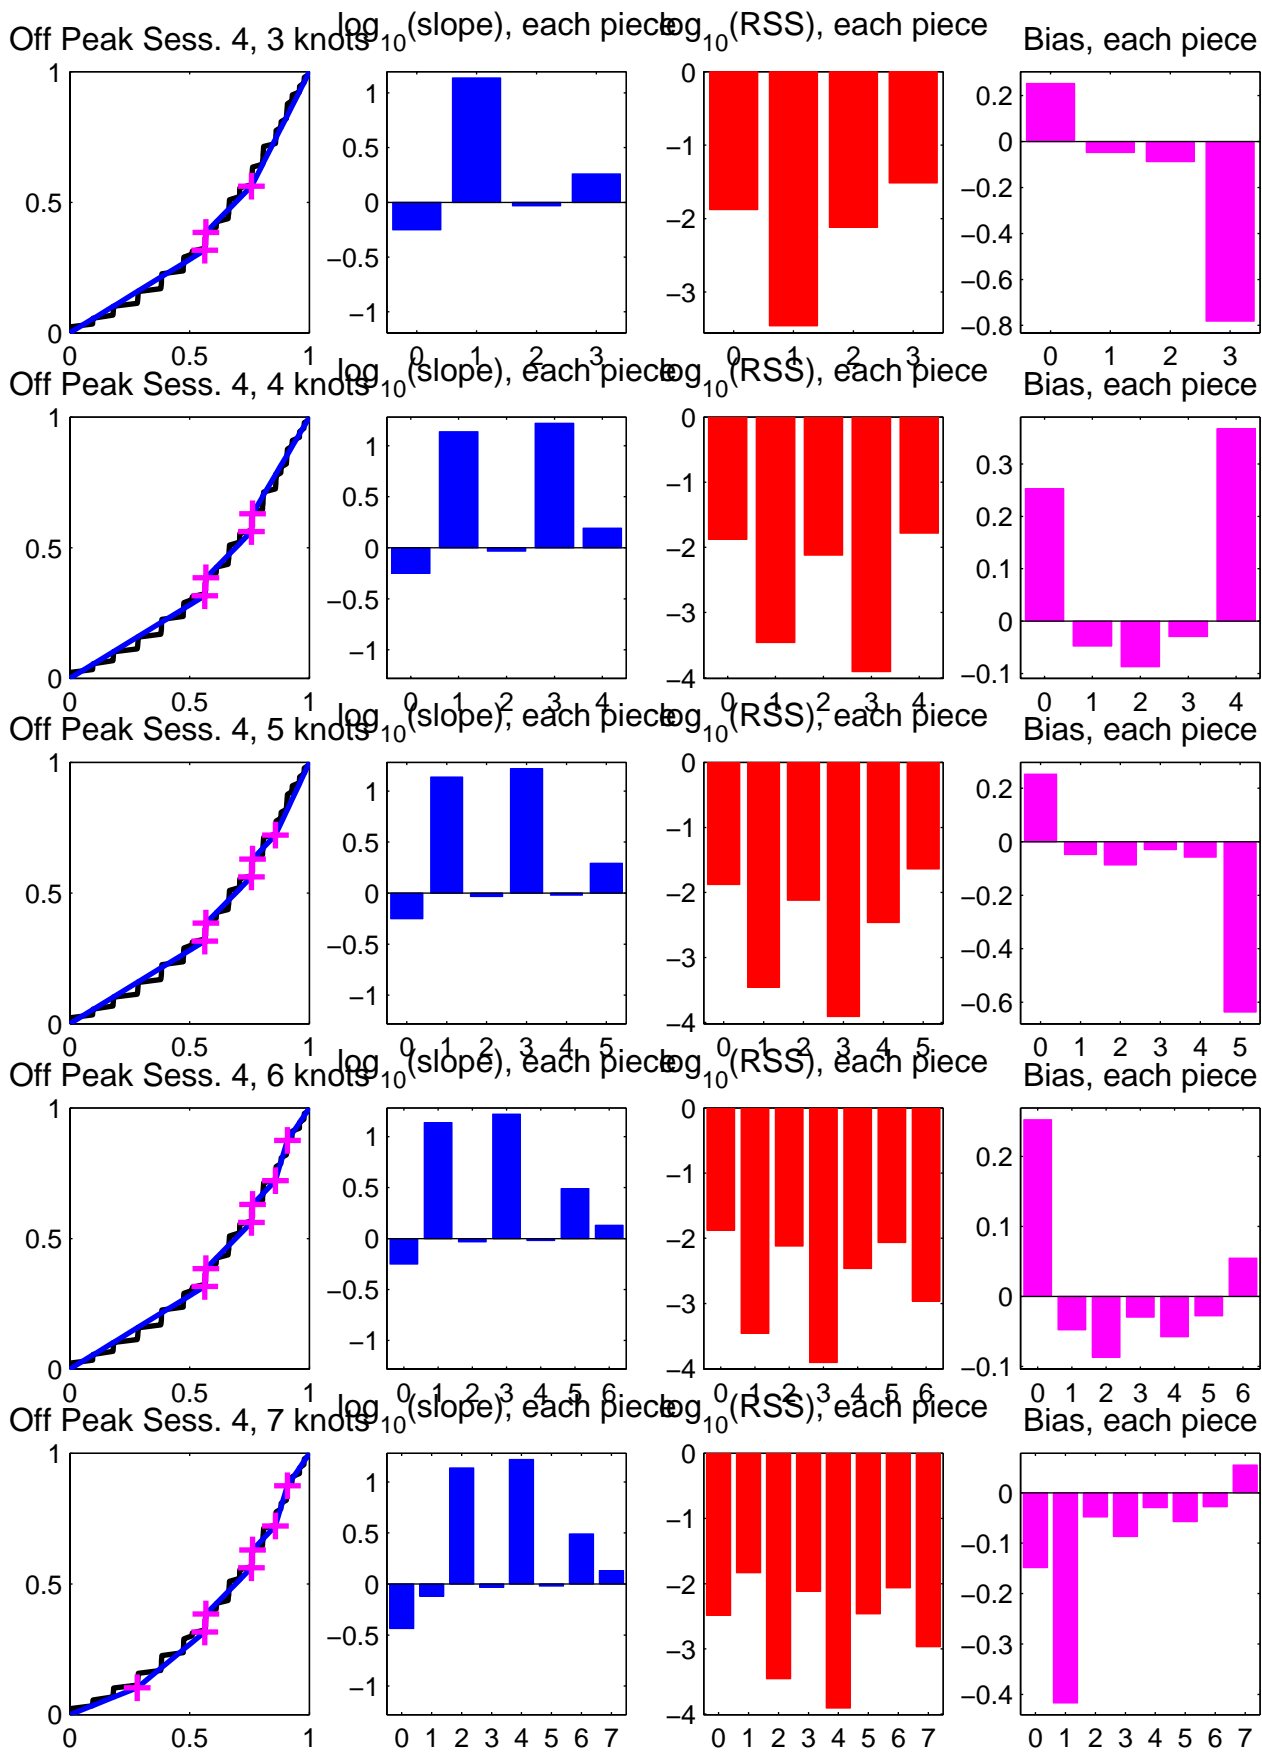 Off Peak Sess. 4, 3 knots log10(slope), each piece log10(RSS), each piece Bias, each piece
1 0.5 0
0 0.5 1
1 0.5 0 −0.5 −1
0 1 2 3
0 −1 −2 −3
0 1 2 3
0.2 0 −0.2 −0.4 −0.6 −0.8
0 1 2 3
Off Peak Sess. 4, 4 knots log10(slope), each piece log10(RSS), each piece Bias, each piece
1 0.5 0
0 0.5 1
1 0.5 0 −0.5 −1
0 1 2 3 4
0 −1 −2 −3 −4
0 1 2 3 4
0.3 0.2 0.1 0 −0.1
0 1 2 3 4
Off Peak Sess. 4, 5 knots log10(slope), each piece log10(RSS), each piece Bias, each piece
1 0.5 0
0 0.5 1
1 0.5 0 −0.5 −1
0 1 2 3 4 5
0 −1 −2 −3 −4
0 1 2 3 4 5
0.2 0 −0.2 −0.4 −0.6
0 1 2 3 4 5
Off Peak Sess. 4, 6 knots log10(slope), each piece log10(RSS), each piece Bias, each piece
1 0.5 0
0 0.5 1
1 0.5 0 −0.5 −1
0 1 2 3 4 5 6
0 −1 −2 −3 −4
0 1 2 3 4 5 6
0.2 0.1 0 −0.1
0 1 2 3 4 5 6
Off Peak Sess. 4, 7 knots log10(slope), each piece log10(RSS), each piece Bias, each piece
1 0.5 0
0 0.5 1
1 0.5 0 −0.5 −1
0 1 2 3 4 5 6 7
0 −1 −2 −3 −4
0 1 2 3 4 5 6 7
0 −0.1 −0.2 −0.3 −0.4
0 1 2 3 4 5 6 7